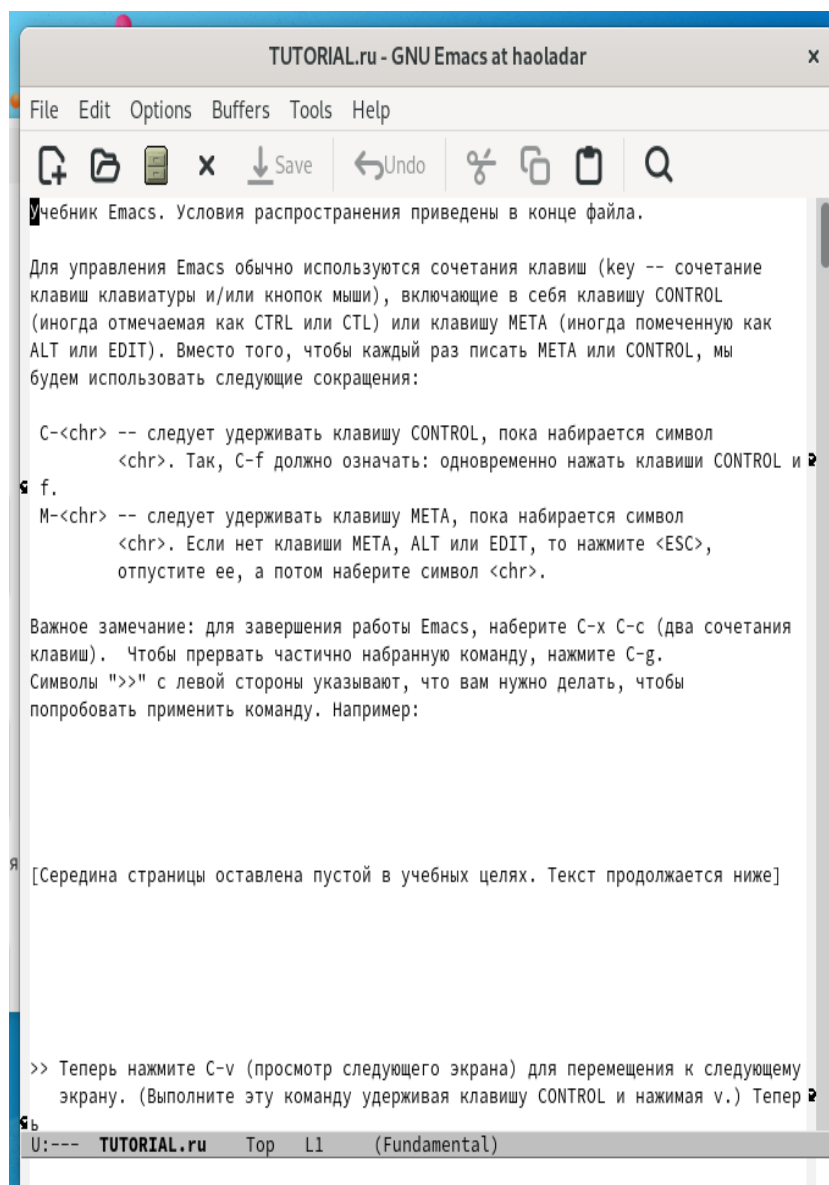 TUTORIAL.ru - GNU Emacs at haoladar
File Edit Options Buffers Tools Help
Save Undo
Учебник Emacs. Условия распространения приведены в конце файла.
Для управления Emacs обычно используются сочетания клавиш (key -- сочетание
клавиш клавиатуры и/или кнопок мыши), включающие в себя клавишу CONTROL
(иногда отмечаемая как CTRL или CTL) или клавишу META (иногда помеченную как
ALT или EDIT). Вместо того, чтобы каждый раз писать META или CONTROL, мы
будем использовать следующие сокращения:
C-<chr> -- следует удерживать клавишу CONTROL, пока набирается символ
<chr>. Так, C-f должно означать: одновременно нажать клавиши CONTROL и
f.
M-<chr> -- следует удерживать клавишу META, пока набирается символ
<chr>. Если нет клавиши META, ALT или EDIT, то нажмите <ESC>,
отпустите ее, а потом наберите символ <chr>.
Важное замечание: для завершения работы Emacs, наберите C-x C-c (два сочетания
клавиш).  Чтобы прервать частично набранную команду, нажмите C-g.
Символы ">>" с левой стороны указывают, что вам нужно делать, чтобы
попробовать применить команду. Например:
я
[Середина страницы оставлена пустой в учебных целях. Текст продолжается ниже]
>> Теперь нажмите C-v (просмотр следующего экрана) для перемещения к следующему
экрану. (Выполните эту команду удерживая клавишу CONTROL и нажимая v.) Тепер
ь
U:--- TUTORIAL.ru Top L1 (Fundamental)